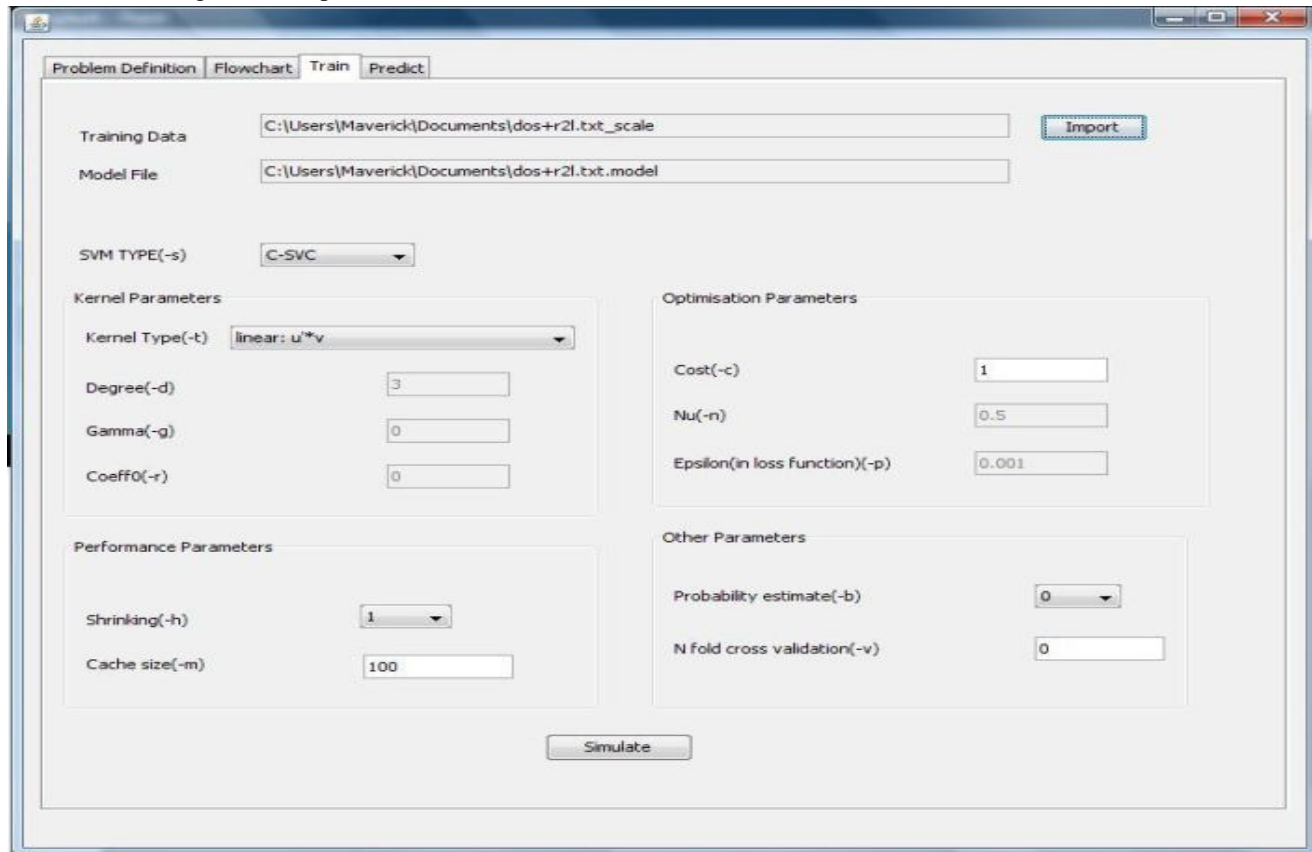 Problem Definition Flowchart Train Predict
Training Data C:\Users\Maverick\Documents\dos+r2l.txt_scale Import
Model File C:\Users\Maverick\Documents\dos+r2l.txt.model
SVM TYPE(-s) C-SVC
Kernel Parameters
Kernel Type(-t) linear: u'*v
Degree(-d) 3
Gamma(-g) 0
Coeff0(-r) 0
Optimisation Parameters
Cost(-c) 1
Nu(-n) 0.5
Epsilon(in loss function)(-p) 0.001
Performance Parameters
Shrinking(-h) 1
Cache size(-m) 100
Other Parameters
Probability estimate(-b) 0
N fold cross validation(-v) 0
Simulate